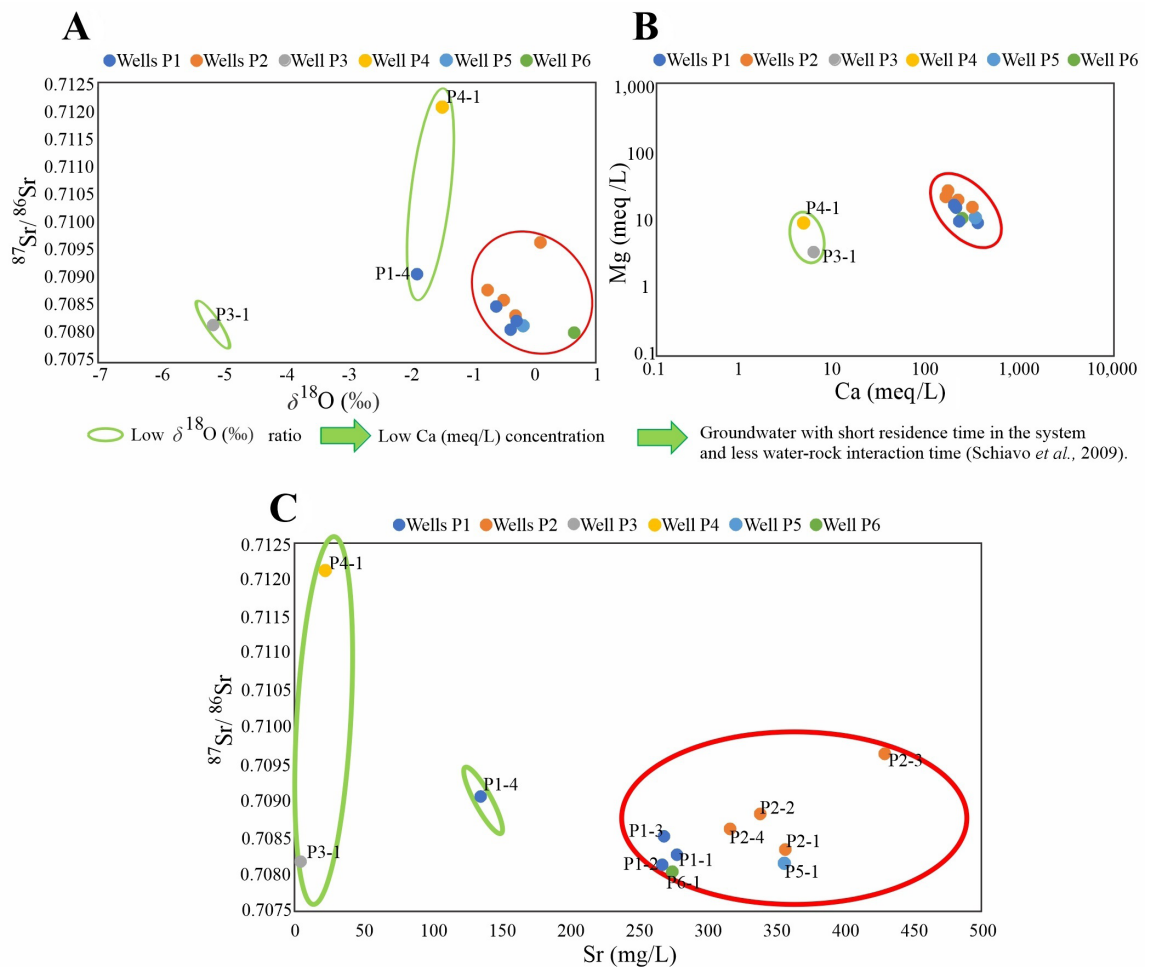 A
B
Wells P1 Wells P2 Well P3 Well P4 Well P5 Well P6
Wells P1 Wells P2 Well P3 Well P4 Well P5 Well P6
0.7125
0.7120
0.7115
0.7110
0.7105
0.7100
0.7095
0.7090
0.7085
0.7080
0.7075
87Sr/ 86Sr
P4-1
P1-4
P3-1
-7 -6 -5 -4 -3 -2 -1 0 1
δ18O (‰)
1,000
100
10
1
0.1
Mg (meq /L)
P4-1
P3-1
0.1 1 10 100 1,000 10,000
Ca (meq/L)
Low δ18O (‰) ratio
Low Ca (meq/L) concentration
Groundwater with short residence time in the system
and less water-rock interaction time (Schiavo et al., 2009).
C
Wells P1 Wells P2 Well P3 Well P4 Well P5 Well P6
0.7125
0.7120
0.7115
0.7110
0.7105
0.7100
0.7095
0.7090
0.7085
0.7080
0.7075
87Sr/ 86Sr
P4-1
P2-3
P1-4
P2-2
P1-3
P2-4
P2-1
P3-1
P1-2
P1-1
P5-1
P6-1
0 50 100 150 200 250 300 350 400 450 500
Sr (mg/L)